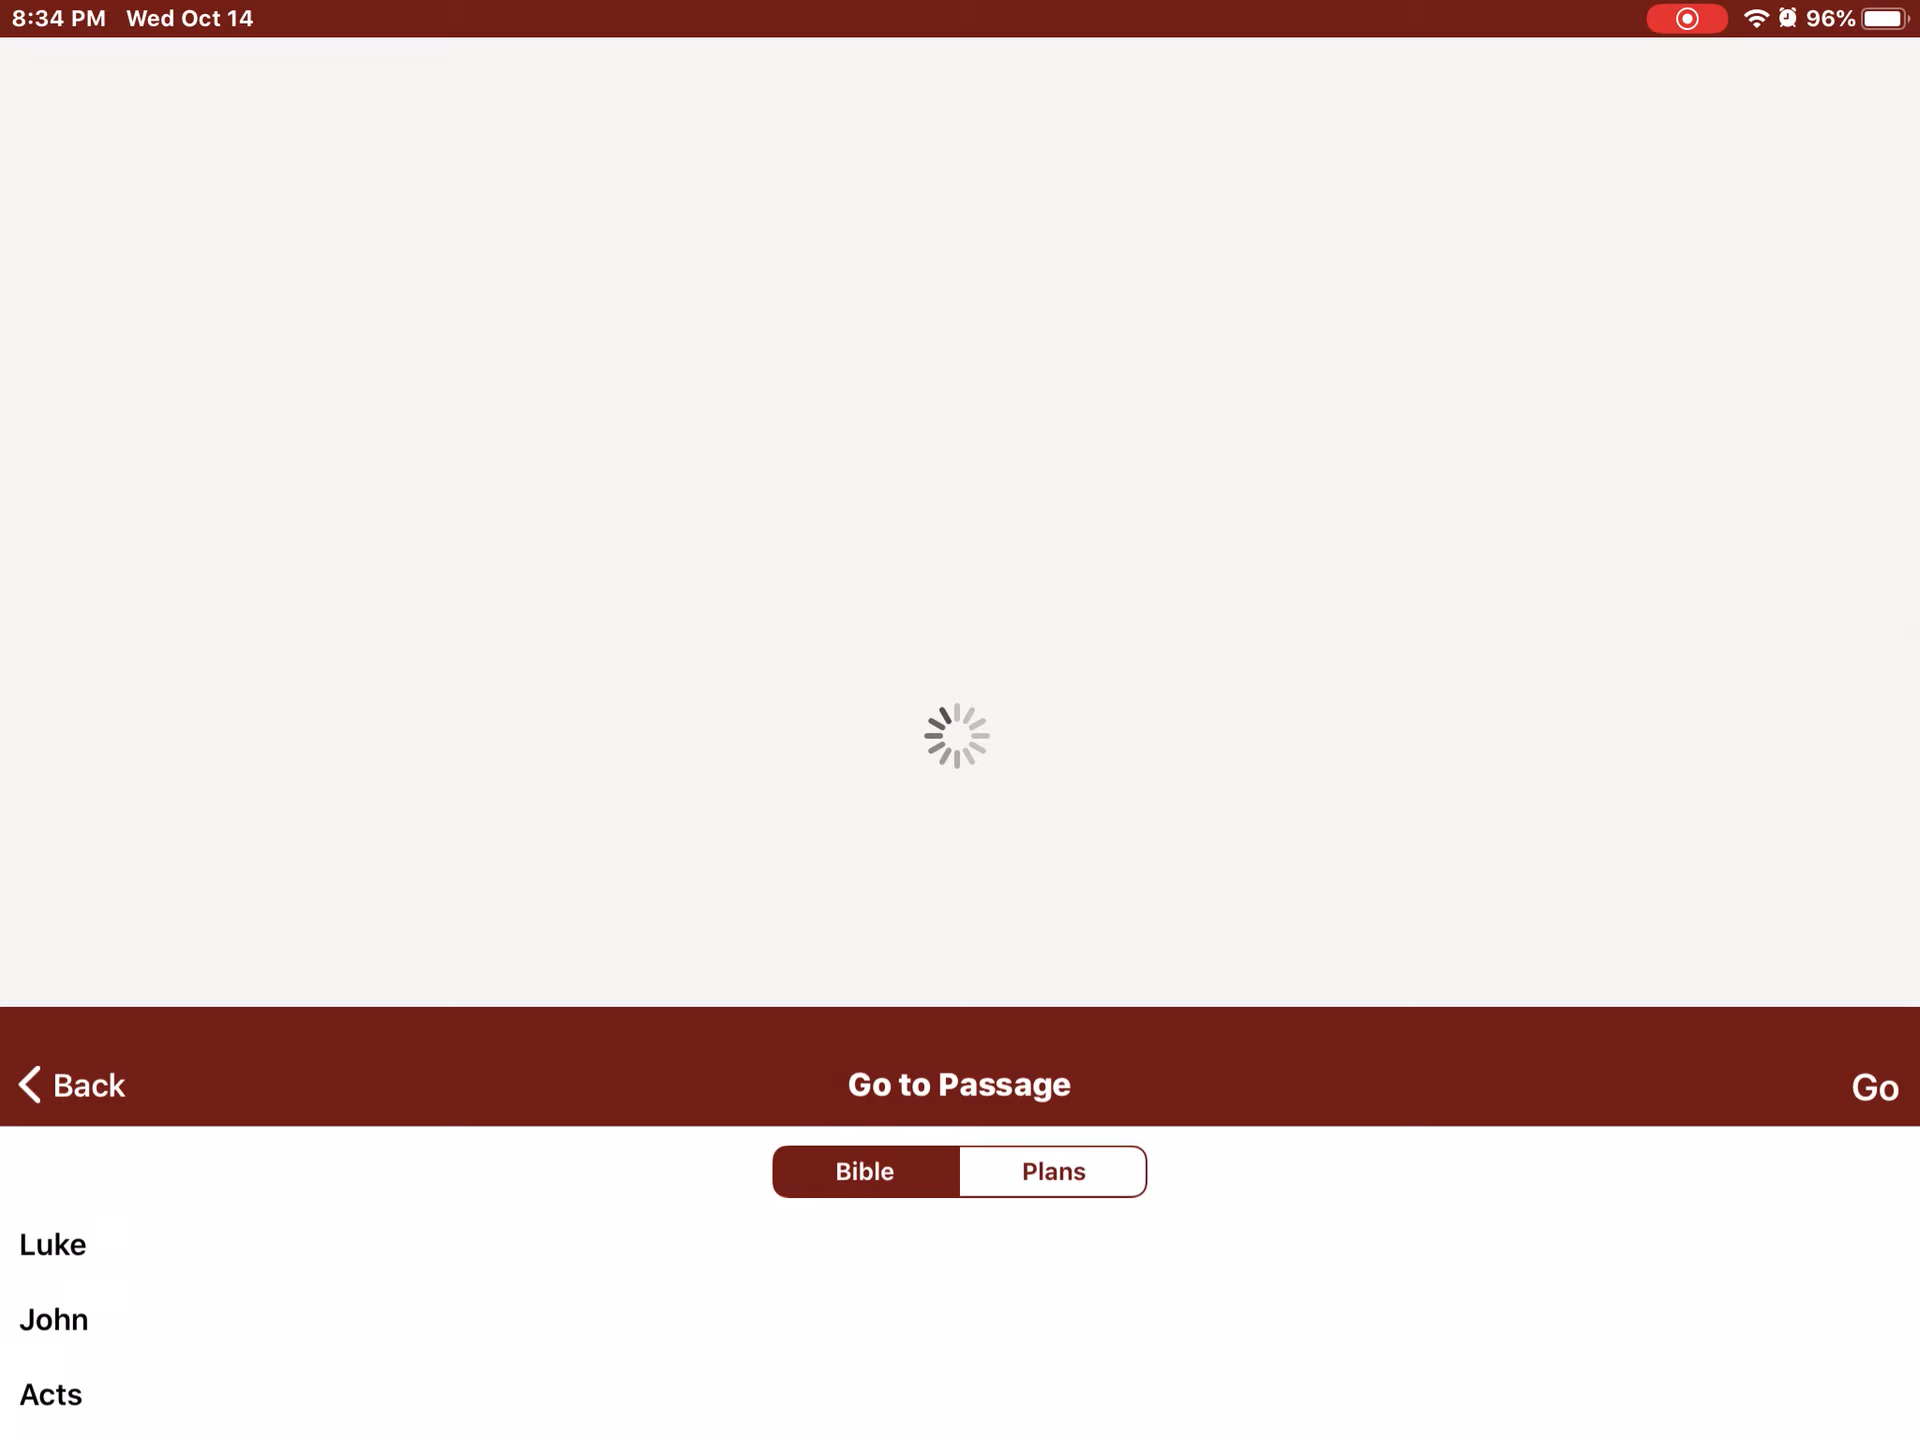 8:34 PM Wed Oct 14 96%
Back Go to Passage Go
Bible Plans
Luke
John
Acts